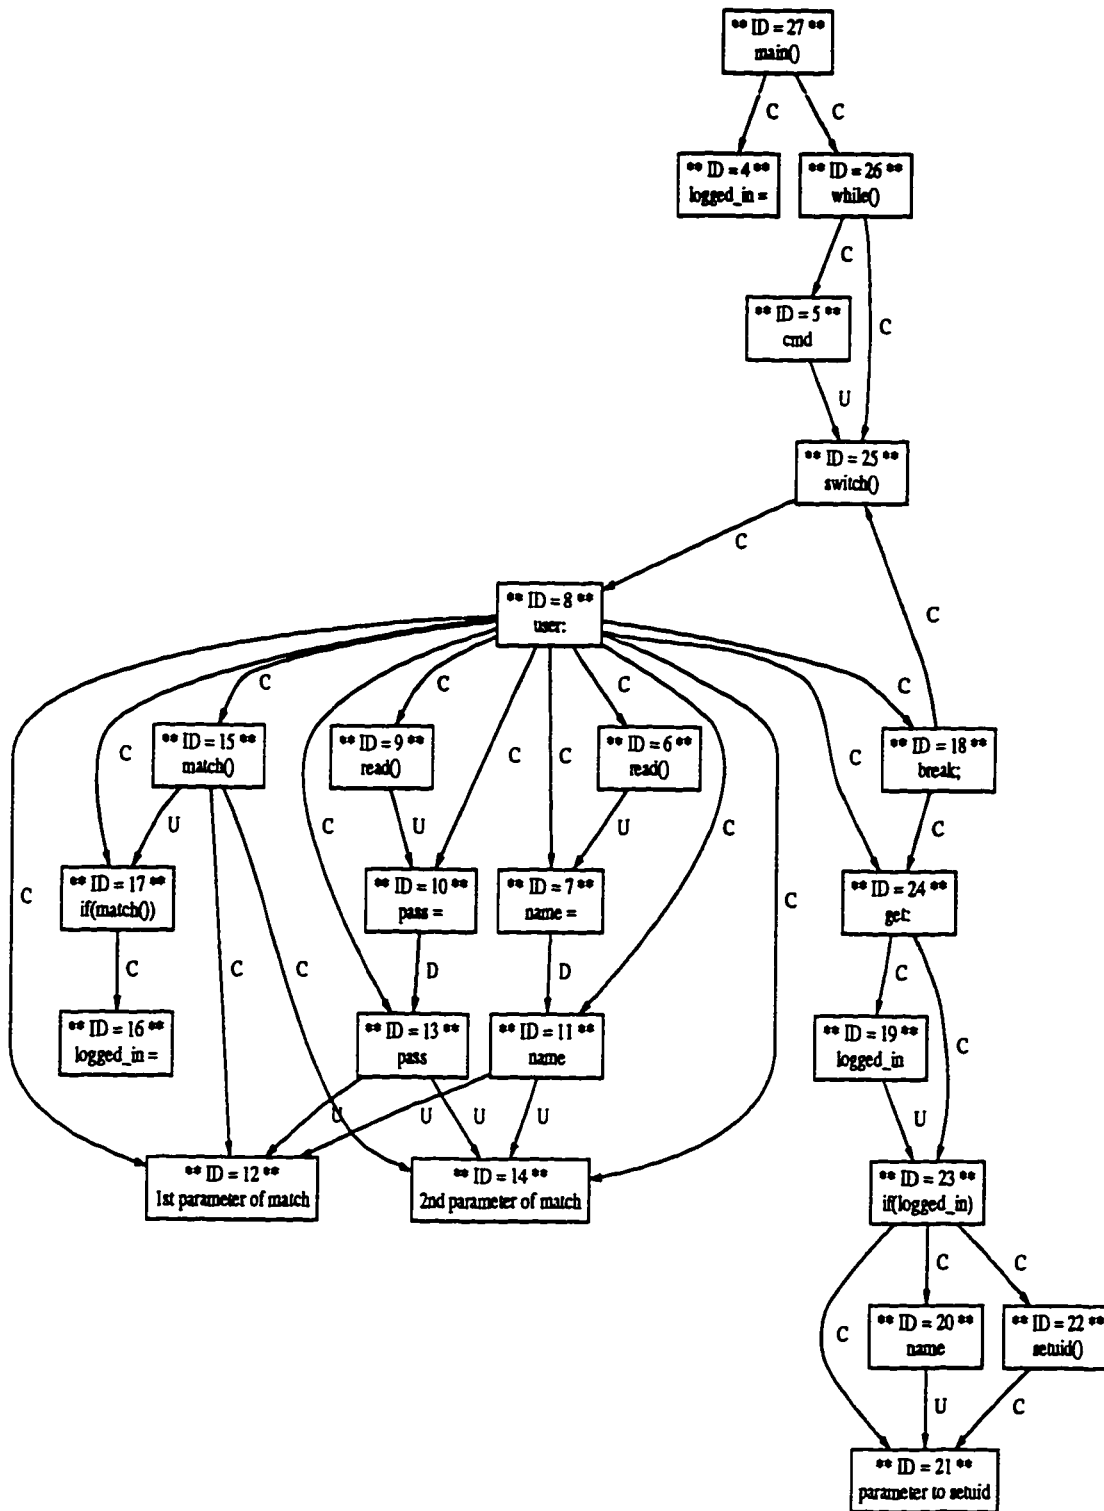 ** ID = 27 **
main()
C
C
** ID = 4 **
logged_in =
** ID = 26 **
while()
C
C
** ID = 5 **
cmd
U
** ID = 25 **
switch()
C
** ID = 8 **
user:
C
C
C
C
C
** ID = 15 **
match()
** ID = 9 **
read()
** ID = 6 **
read()
** ID = 18 **
break;
C
C
C
C
U
C
U
U
C
C
** ID = 17 **
if(match())
** ID = 10 **
pass =
** ID = 7 **
name =
** ID = 24 **
get:
C
C
C
C
C
D
D
C
** ID = 16 **
logged_in =
** ID = 13 **
pass
** ID = 11 **
name
** ID = 19 **
logged_in
C
U
U
U
U
U
** ID = 12 **
1st parameter of match
** ID = 14 **
2nd parameter of match
** ID = 23 **
if(logged_in)
C
C
** ID = 20 **
name
** ID = 22 **
setuid()
C
U
C
** ID = 21 **
parameter to setuid